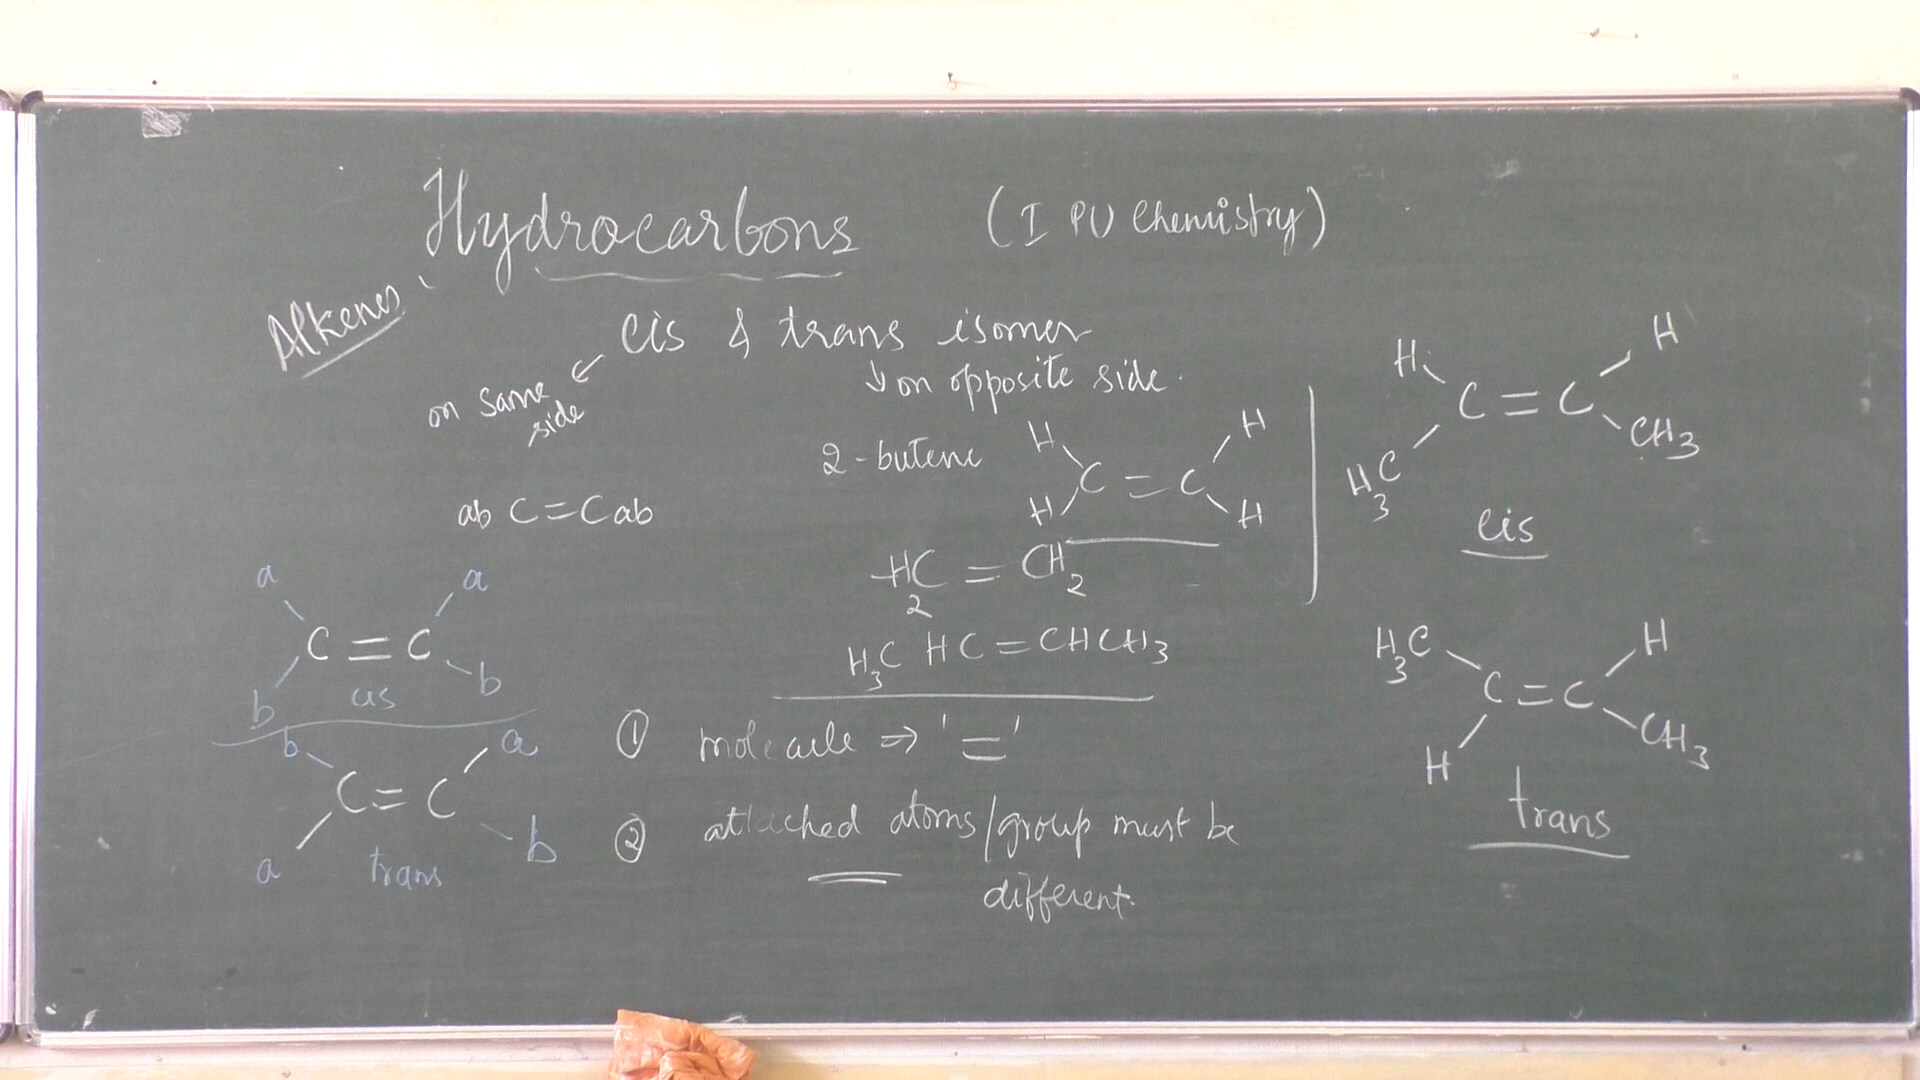 Hydrocarbons (I PU Chemistry)
Alkenes
cis & trans isomer
on same side
↓ on opposite side.
ab C=Cab
2-butene
H H
C = C
H H
H2C = CH2
H3C HC=CHCH3
a a
C = C
b b
cis
b a
C = C
a b
trans
① molecule ⇒ '='
② attached atoms/group must be
different.
H H
C = C
H3C CH3
cis
H3C H
C = C
H CH3
trans